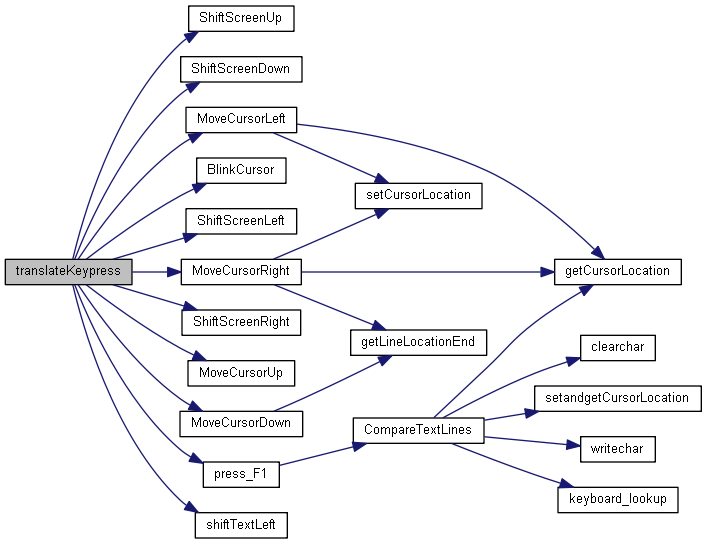 ShiftScreenUp
ShiftScreenDown
MoveCursorLeft
BlinkCursor
setCursorLocation
ShiftScreenLeft
translateKeypress
MoveCursorRight
getCursorLocation
ShiftScreenRight
getLineLocationEnd
clearchar
MoveCursorUp
setandgetCursorLocation
MoveCursorDown
CompareTextLines
writechar
press_F1
keyboard_lookup
shiftTextLeft